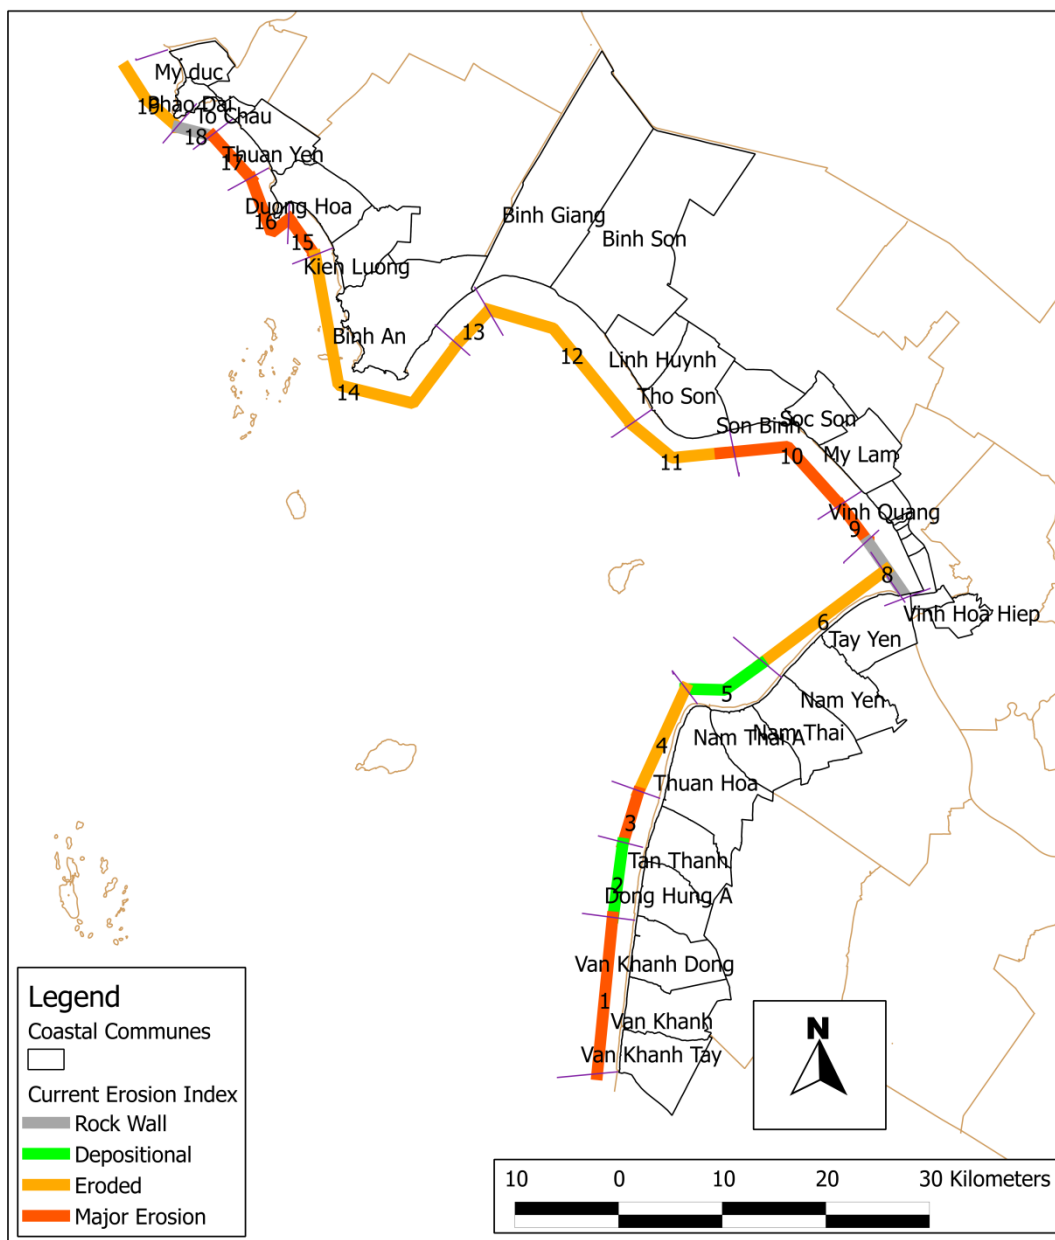 My duc
Phao Dai
19
To Chau
18
Thuan Yen
17
Duong Hoa
16
15
Kien Luong
Binh An
14
13
Binh Giang
Binh Son
12
Linh Huynh
Tho Son
Son Binh
Soc Son
11
10
My Lam
Vinh Quang
9
8
Vinh Hoa Hiep
6
Tay Yen
5
Nam Yen
Nam Thai
Nam Thai A
4
Thuan Hoa
3
Tan Thanh
2
Dong Hung A
Van Khanh Dong
1
Van Khanh
Van Khanh Tay
Legend
Coastal Communes
Current Erosion Index
Rock Wall
Depositional
Eroded
Major Erosion
N
10 0 10 20 30 Kilometers